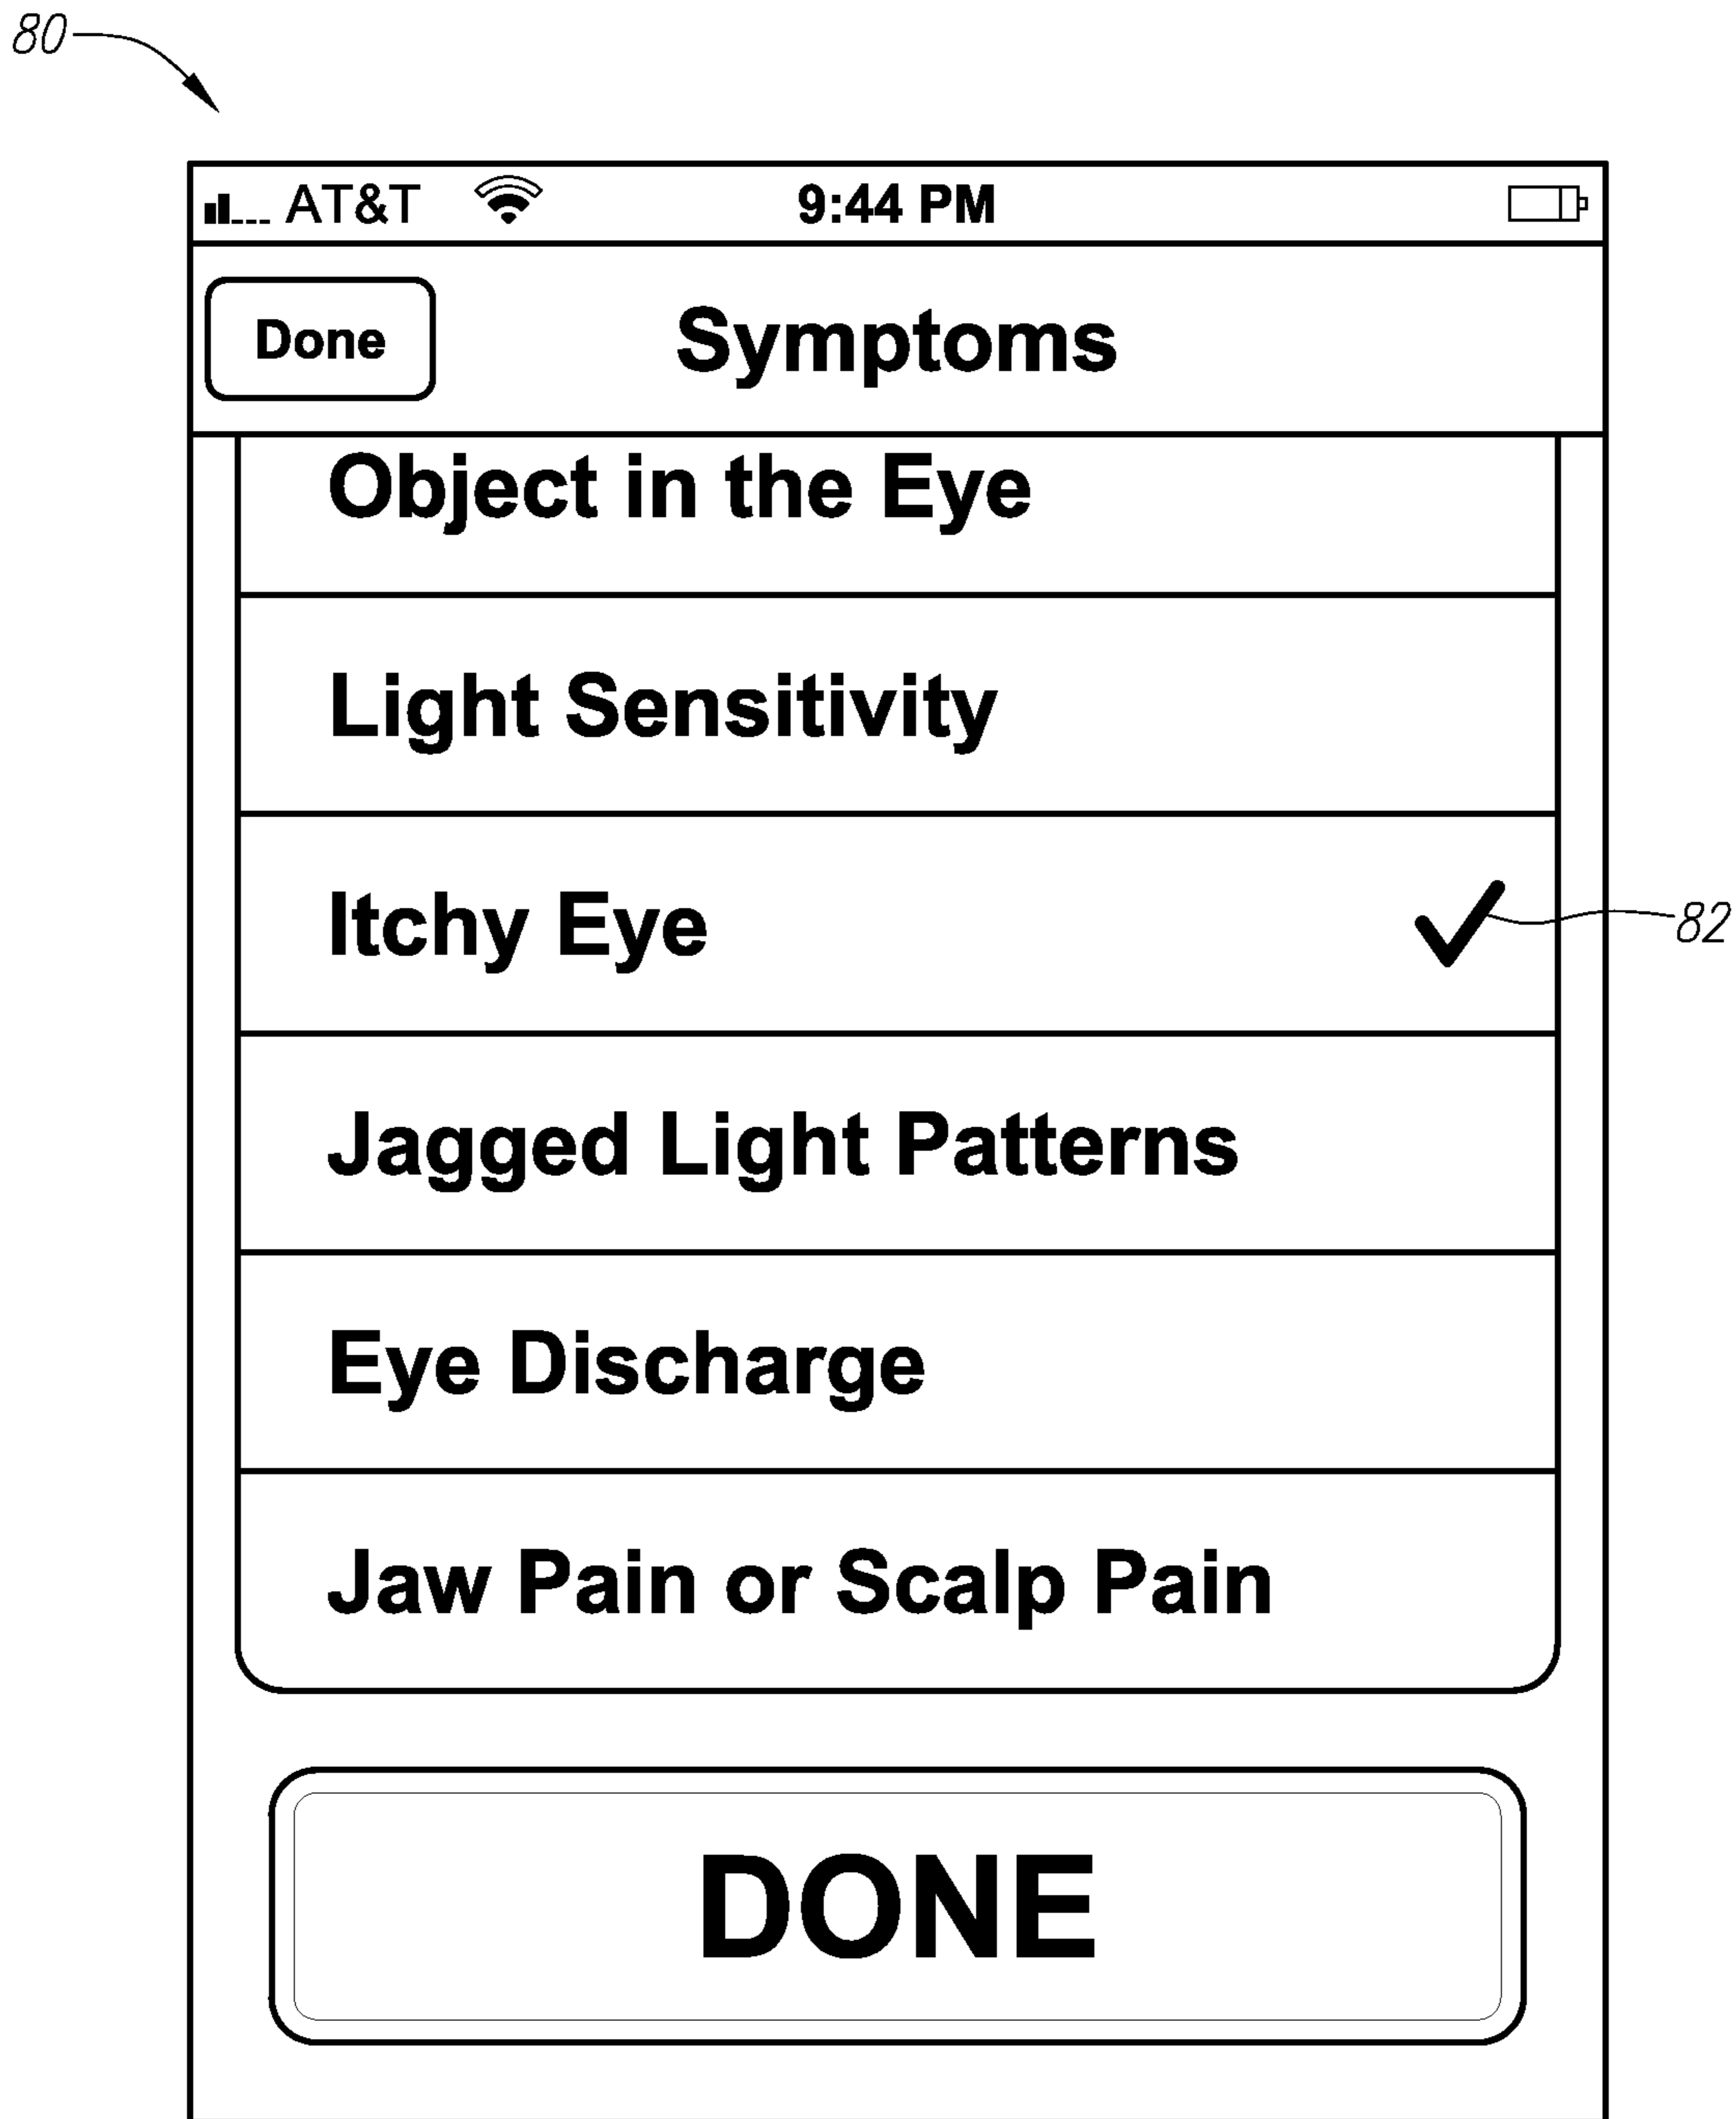 80
AT&T 9:44 PM
Done Symptoms
Object in the Eye
Light Sensitivity
Itchy Eye
82
Jagged Light Patterns
Eye Discharge
Jaw Pain or Scalp Pain
DONE